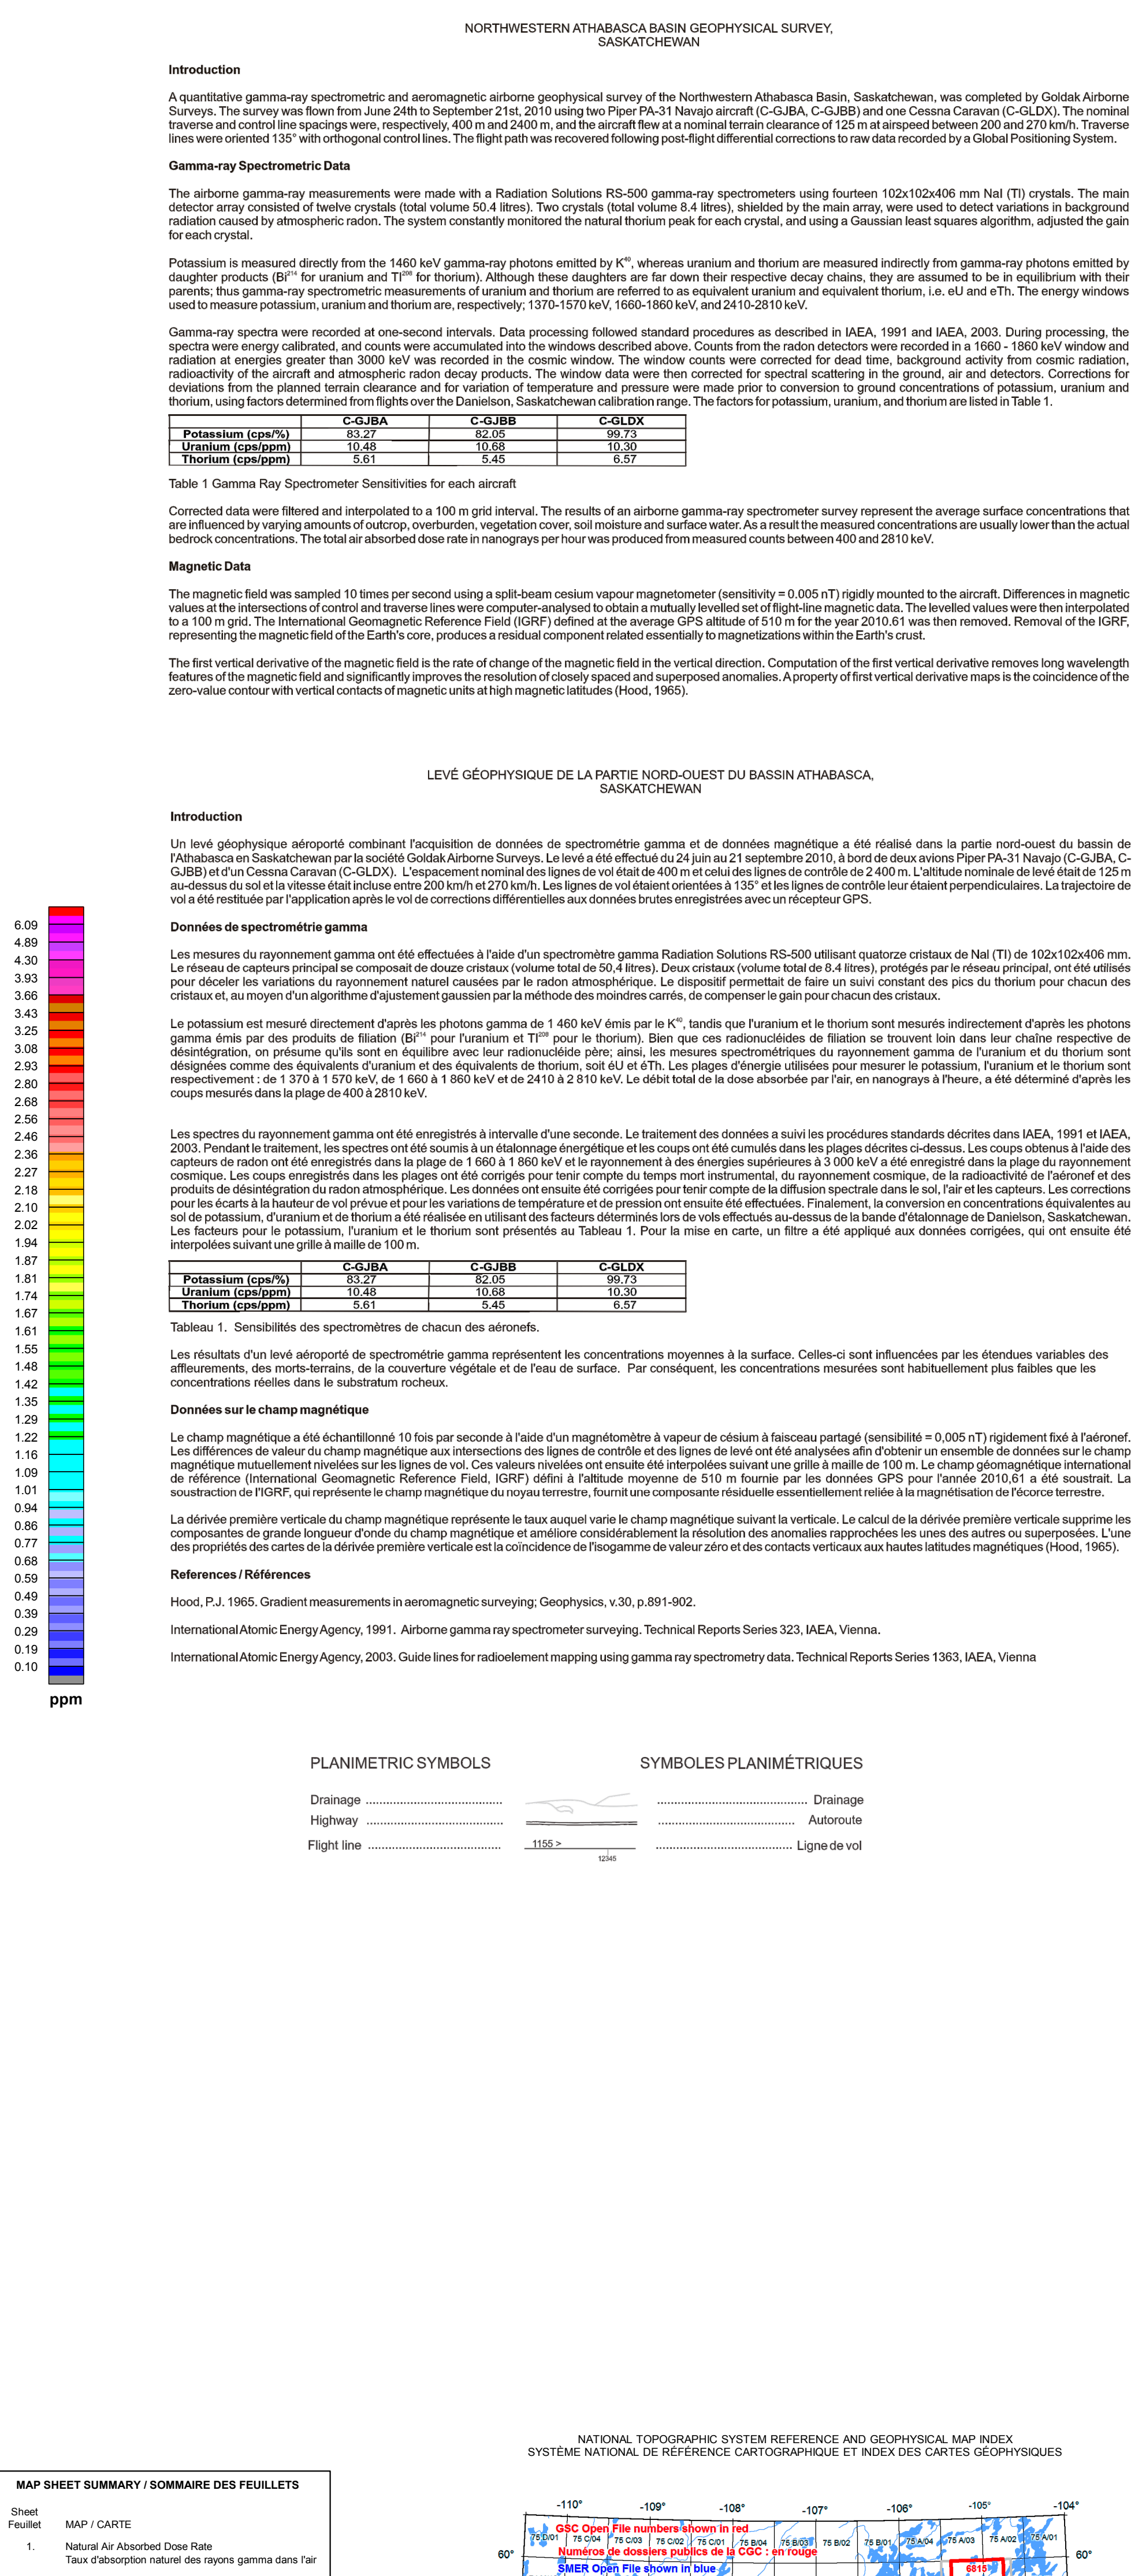 NORTHWESTERN ATHABASCA BASIN GEOPHYSICAL SURVEY,
SASKATCHEWAN
Introduction
A quantitative gamma-ray spectrometric and aeromagnetic airborne geophysical survey of the Northwestern Athabasca Basin, Saskatchewan, was completed by Goldak Airborne
Surveys. The survey was flown from June 24th to September 21st, 2010 using two Piper PA-31 Navajo aircraft (C-GJBA, C-GJBB) and one Cessna Caravan (C-GLDX). The nominal
traverse and control line spacings were, respectively, 400 m and 2400 m, and the aircraft flew at a nominal terrain clearance of 125 m at airspeed between 200 and 270 km/h. Traverse
lines were oriented 135° with orthogonal control lines. The flight path was recovered following post-flight differential corrections to raw data recorded by a Global Positioning System.
Gamma-ray Spectrometric Data
The airborne gamma-ray measurements were made with a Radiation Solutions RS-500 gamma-ray spectrometers using fourteen 102x102x406 mm NaI (Tl) crystals. The main
detector array consisted of twelve crystals (total volume 50.4 litres). Two crystals (total volume 8.4 litres), shielded by the main array, were used to detect variations in background
radiation caused by atmospheric radon. The system constantly monitored the natural thorium peak for each crystal, and using a Gaussian least squares algorithm, adjusted the gain
for each crystal.
Potassium is measured directly from the 1460 keV gamma-ray photons emitted by K⁴⁰, whereas uranium and thorium are measured indirectly from gamma-ray photons emitted by
daughter products (Bi²¹⁴ for uranium and Tl²⁰⁸ for thorium). Although these daughters are far down their respective decay chains, they are assumed to be in equilibrium with their
parents; thus gamma-ray spectrometric measurements of uranium and thorium are referred to as equivalent uranium and equivalent thorium, i.e. eU and eTh. The energy windows
used to measure potassium, uranium and thorium are, respectively; 1370-1570 keV, 1660-1860 keV, and 2410-2810 keV.
Gamma-ray spectra were recorded at one-second intervals. Data processing followed standard procedures as described in IAEA, 1991 and IAEA, 2003. During processing, the
spectra were energy calibrated, and counts were accumulated into the windows described above. Counts from the radon detectors were recorded in a 1660 - 1860 keV window and
radiation at energies greater than 3000 keV was recorded in the cosmic window. The window counts were corrected for dead time, background activity from cosmic radiation,
radioactivity of the aircraft and atmospheric radon decay products. The window data were then corrected for spectral scattering in the ground, air and detectors. Corrections for
deviations from the planned terrain clearance and for variation of temperature and pressure were made prior to conversion to ground concentrations of potassium, uranium and
thorium, using factors determined from flights over the Danielson, Saskatchewan calibration range. The factors for potassium, uranium, and thorium are listed in Table 1.
C-GJBA C-GJBB C-GLDX
Potassium (cps/%) 83.27 82.05 99.73
Uranium (cps/ppm) 10.48 10.68 10.30
Thorium (cps/ppm) 5.61 5.45 6.57
Table 1 Gamma Ray Spectrometer Sensitivities for each aircraft
Corrected data were filtered and interpolated to a 100 m grid interval. The results of an airborne gamma-ray spectrometer survey represent the average surface concentrations that
are influenced by varying amounts of outcrop, overburden, vegetation cover, soil moisture and surface water. As a result the measured concentrations are usually lower than the actual
bedrock concentrations. The total air absorbed dose rate in nanograys per hour was produced from measured counts between 400 and 2810 keV.
Magnetic Data
The magnetic field was sampled 10 times per second using a split-beam cesium vapour magnetometer (sensitivity = 0.005 nT) rigidly mounted to the aircraft. Differences in magnetic
values at the intersections of control and traverse lines were computer-analysed to obtain a mutually levelled set of flight-line magnetic data. The levelled values were then interpolated
to a 100 m grid. The International Geomagnetic Reference Field (IGRF) defined at the average GPS altitude of 510 m for the year 2010.61 was then removed. Removal of the IGRF,
representing the magnetic field of the Earth's core, produces a residual component related essentially to magnetizations within the Earth's crust.
The first vertical derivative of the magnetic field is the rate of change of the magnetic field in the vertical direction. Computation of the first vertical derivative removes long wavelength
features of the magnetic field and significantly improves the resolution of closely spaced and superposed anomalies. A property of first vertical derivative maps is the coincidence of the
zero-value contour with vertical contacts of magnetic units at high magnetic latitudes (Hood, 1965).
LEVÉ GÉOPHYSIQUE DE LA PARTIE NORD-OUEST DU BASSIN ATHABASCA,
SASKATCHEWAN
Introduction
Un levé géophysique aéroporté combinant l'acquisition de données de spectrométrie gamma et de données magnétique a été réalisé dans la partie nord-ouest du bassin de
l'Athabasca en Saskatchewan par la société Goldak Airborne Surveys. Le levé a été effectué du 24 juin au 21 septembre 2010, à bord de deux avions Piper PA-31 Navajo (C-GJBA, C-
GJBB) et d'un Cessna Caravan (C-GLDX). L'espacement nominal des lignes de vol était de 400 m et celui des lignes de contrôle de 2 400 m. L'altitude nominale de levé était de 125 m
au-dessus du sol et la vitesse était incluse entre 200 km/h et 270 km/h. Les lignes de vol étaient orientées à 135° et les lignes de contrôle leur étaient perpendiculaires. La trajectoire de
vol a été restituée par l'application après le vol de corrections différentielles aux données brutes enregistrées avec un récepteur GPS.
Données de spectrométrie gamma
Les mesures du rayonnement gamma ont été effectuées à l'aide d'un spectromètre gamma Radiation Solutions RS-500 utilisant quatorze cristaux de NaI (Tl) de 102x102x406 mm.
Le réseau de capteurs principal se composait de douze cristaux (volume total de 50,4 litres). Deux cristaux (volume total de 8.4 litres), protégés par le réseau principal, ont été utilisés
pour déceler les variations du rayonnement naturel causées par le radon atmosphérique. Le dispositif permettait de faire un suivi constant des pics du thorium pour chacun des
cristaux et, au moyen d'un algorithme d'ajustement gaussien par la méthode des moindres carrés, de compenser le gain pour chacun des cristaux.
Le potassium est mesuré directement d'après les photons gamma de 1 460 keV émis par le K⁴⁰, tandis que l'uranium et le thorium sont mesurés indirectement d'après les photons
gamma émis par des produits de filiation (Bi²¹⁴ pour l'uranium et Tl²⁰⁸ pour le thorium). Bien que ces radionucléides de filiation se trouvent loin dans leur chaîne respective de
désintégration, on présume qu'ils sont en équilibre avec leur radionucléide père; ainsi, les mesures spectrométriques du rayonnement gamma de l'uranium et du thorium sont
désignées comme des équivalents d'uranium et des équivalents de thorium, soit éU et éTh. Les plages d'énergie utilisées pour mesurer le potassium, l'uranium et le thorium sont
respectivement : de 1 370 à 1 570 keV, de 1 660 à 1 860 keV et de 2410 à 2 810 keV. Le débit total de la dose absorbée par l'air, en nanograys à l'heure, a été déterminé d'après les
coups mesurés dans la plage de 400 à 2810 keV.
Les spectres du rayonnement gamma ont été enregistrés à intervalle d'une seconde. Le traitement des données a suivi les procédures standards décrites dans IAEA, 1991 et IAEA,
2003. Pendant le traitement, les spectres ont été soumis à un étalonnage énergétique et les coups ont été cumulés dans les plages décrites ci-dessus. Les coups obtenus à l'aide des
capteurs de radon ont été enregistrés dans la plage de 1 660 à 1 860 keV et le rayonnement à des énergies supérieures à 3 000 keV a été enregistré dans la plage du rayonnement
cosmique. Les coups enregistrés dans les plages ont été corrigés pour tenir compte du temps mort instrumental, du rayonnement cosmique, de la radioactivité de l'aéronef et des
produits de désintégration du radon atmosphérique. Les données ont ensuite été corrigées pour tenir compte de la diffusion spectrale dans le sol, l'air et les capteurs. Les corrections
pour les écarts à la hauteur de vol prévue et pour les variations de température et de pression ont ensuite été effectuées. Finalement, la conversion en concentrations équivalentes au
sol de potassium, d'uranium et de thorium a été réalisée en utilisant des facteurs déterminés lors de vols effectués au-dessus de la bande d'étalonnage de Danielson, Saskatchewan.
Les facteurs pour le potassium, l'uranium et le thorium sont présentés au Tableau 1. Pour la mise en carte, un filtre a été appliqué aux données corrigées, qui ont ensuite été
interpolées suivant une grille à maille de 100 m.
C-GJBA C-GJBB C-GLDX
Potassium (cps/%) 83.27 82.05 99.73
Uranium (cps/ppm) 10.48 10.68 10.30
Thorium (cps/ppm) 5.61 5.45 6.57
Tableau 1. Sensibilités des spectromètres de chacun des aéronefs.
Les résultats d'un levé aéroporté de spectrométrie gamma représentent les concentrations moyennes à la surface. Celles-ci sont influencées par les étendues variables des
affleurements, des morts-terrains, de la couverture végétale et de l'eau de surface. Par conséquent, les concentrations mesurées sont habituellement plus faibles que les
concentrations réelles dans le substratum rocheux.
Données sur le champ magnétique
Le champ magnétique a été échantillonné 10 fois par seconde à l'aide d'un magnétomètre à vapeur de césium à faisceau partagé (sensibilité = 0,005 nT) rigidement fixé à l'aéronef.
Les différences de valeur du champ magnétique aux intersections des lignes de contrôle et des lignes de levé ont été analysées afin d'obtenir un ensemble de données sur le champ
magnétique mutuellement nivelées sur les lignes de vol. Ces valeurs nivelées ont ensuite été interpolées suivant une grille à maille de 100 m. Le champ géomagnétique international
de référence (International Geomagnetic Reference Field, IGRF) défini à l'altitude moyenne de 510 m fournie par les données GPS pour l'année 2010,61 a été soustrait. La
soustraction de l'IGRF, qui représente le champ magnétique du noyau terrestre, fournit une composante résiduelle essentiellement reliée à la magnétisation de l'écorce terrestre.
La dérivée première verticale du champ magnétique représente le taux auquel varie le champ magnétique suivant la verticale. Le calcul de la dérivée première verticale supprime les
composantes de grande longueur d'onde du champ magnétique et améliore considérablement la résolution des anomalies rapprochées les unes des autres ou superposées. L'une
des propriétés des cartes de la dérivée première verticale est la coïncidence de l'isogamme de valeur zéro et des contacts verticaux aux hautes latitudes magnétiques (Hood, 1965).
References / Références
Hood, P.J. 1965. Gradient measurements in aeromagnetic surveying; Geophysics, v.30, p.891-902.
International Atomic Energy Agency, 1991. Airborne gamma ray spectrometer surveying. Technical Reports Series 323, IAEA, Vienna.
International Atomic Energy Agency, 2003. Guide lines for radioelement mapping using gamma ray spectrometry data. Technical Reports Series 1363, IAEA, Vienna
6.09
4.89
4.30
3.93
3.66
3.43
3.25
3.08
2.93
2.80
2.68
2.56
2.46
2.36
2.27
2.18
2.10
2.02
1.94
1.87
1.81
1.74
1.67
1.61
1.55
1.48
1.42
1.35
1.29
1.22
1.16
1.09
1.01
0.94
0.86
0.77
0.68
0.59
0.49
0.39
0.29
0.19
0.10
ppm
PLANIMETRIC SYMBOLS SYMBOLES PLANIMÉTRIQUES
Drainage ........ Drainage
Highway ........ Autoroute
Flight line ........ 1155 > 12345 ........ Ligne de vol
NATIONAL TOPOGRAPHIC SYSTEM REFERENCE AND GEOPHYSICAL MAP INDEX
SYSTÈME NATIONAL DE RÉFÉRENCE CARTOGRAPHIQUE ET INDEX DES CARTES GÉOPHYSIQUES
MAP SHEET SUMMARY / SOMMAIRE DES FEUILLETS
Sheet
Feuillet MAP / CARTE
1. Natural Air Absorbed Dose Rate
Taux d'absorption naturel des rayons gamma dans l'air
-110° -109° -108° -107° -106° -105° -104°
GSC Open File numbers shown in red
75 D/01 75 C/04 75 C/03 75 C/02 75 C/01 75 B/04 75 B/03 75 B/02 75 B/01 75 A/04 75 A/03 75 A/02 75 A/01
Numéros de dossiers publics de la CGC : en rouge
60° 60°
SMER Open File shown in blue
6815